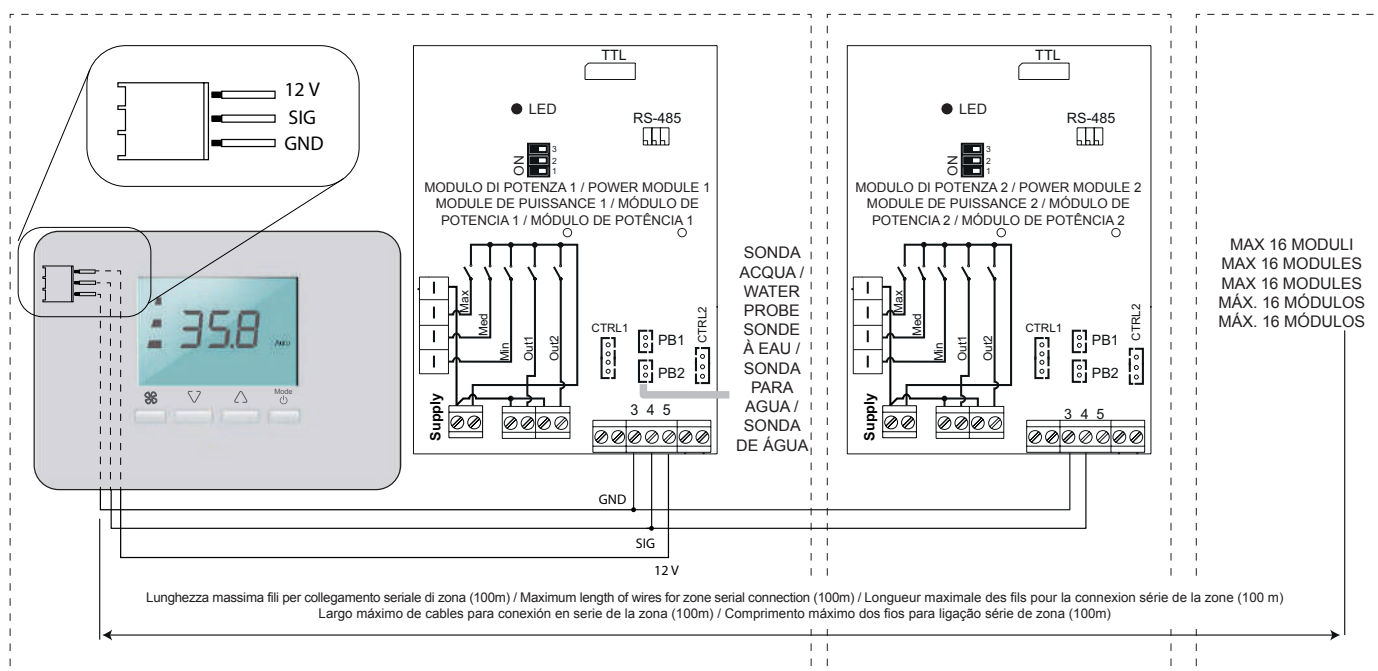 12 V
SIG
GND
35.8
Auto
Mode
TTL
LED
RS-485
ON
3
2
1
MODULO DI POTENZA 1 / POWER MODULE 1
MODULE DE PUISSANCE 1 / MÓDULO DE
POTENCIA 1 / MÓDULO DE POTÊNCIA 1
Max
Med
Min
Out1
Out2
CTRL1
PB1
PB2
CTRL2
Supply
3 4 5
SONDA
ACQUA /
WATER
PROBE
SONDE
À EAU /
SONDA
PARA
AGUA /
SONDA
DE ÁGUA
TTL
LED
RS-485
ON
3
2
1
MODULO DI POTENZA 2 / POWER MODULE 2
MODULE DE PUISSANCE 2 / MÓDULO DE
POTENCIA 2 / MÓDULO DE POTÊNCIA 2
Max
Med
Min
Out1
Out2
CTRL1
PB1
PB2
CTRL2
Supply
3 4 5
MAX 16 MODULI
MAX 16 MODULES
MAX 16 MODULES
MÁX. 16 MÓDULOS
MÁX. 16 MÓDULOS
GND
SIG
12 V
Lunghezza massima fili per collegamento seriale di zona (100m) / Maximum length of wires for zone serial connection (100m) / Longueur maximale des fils pour la connexion série de la zone (100 m)
Largo máximo de cables para conexión en serie de la zona (100m) / Comprimento máximo dos fios para ligação série de zona (100m)